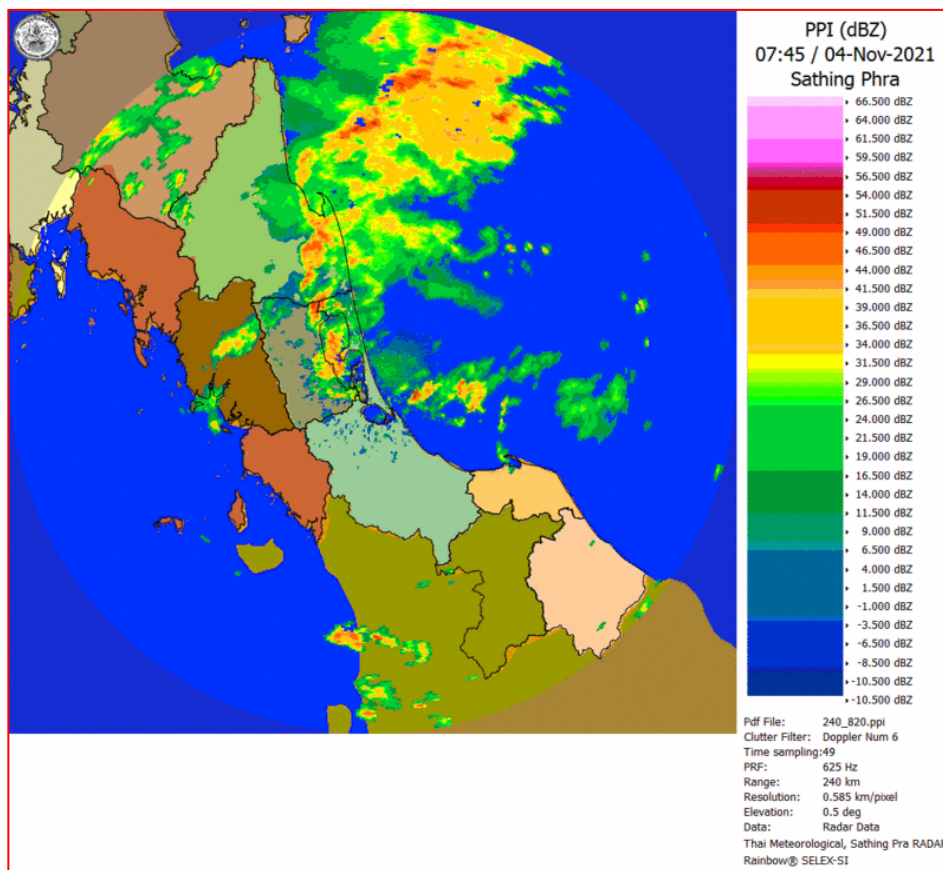 PPI (dBZ)
07:45 / 04-Nov-2021
Sathing Phra
66.500 dBZ
64.000 dBZ
61.500 dBZ
59.500 dBZ
56.500 dBZ
54.000 dBZ
51.500 dBZ
49.000 dBZ
46.500 dBZ
44.000 dBZ
41.500 dBZ
39.000 dBZ
36.500 dBZ
34.000 dBZ
31.500 dBZ
29.000 dBZ
26.500 dBZ
24.000 dBZ
21.500 dBZ
19.000 dBZ
16.500 dBZ
14.000 dBZ
11.500 dBZ
9.000 dBZ
6.500 dBZ
4.000 dBZ
1.500 dBZ
-1.000 dBZ
-3.500 dBZ
-6.500 dBZ
-8.500 dBZ
-10.500 dBZ
-10.500 dBZ
Pdf File: 240_820.ppi
Clutter Filter: Doppler Num 6
Time sampling:49
PRF: 625 Hz
Range: 240 km
Resolution: 0.585 km/pixel
Elevation: 0.5 deg
Data: Radar Data
Thai Meteorological, Sathing Pra RADAR
Rainbow® SELEX-SI